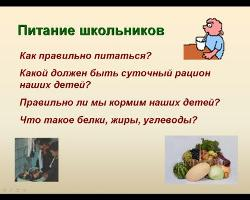 Питание школьников
Как правильно питаться?
Какой должен быть суточный рацион
наших детей?
Правильно ли мы кормим наших детей?
Что такое белки, жиры, углеводы?